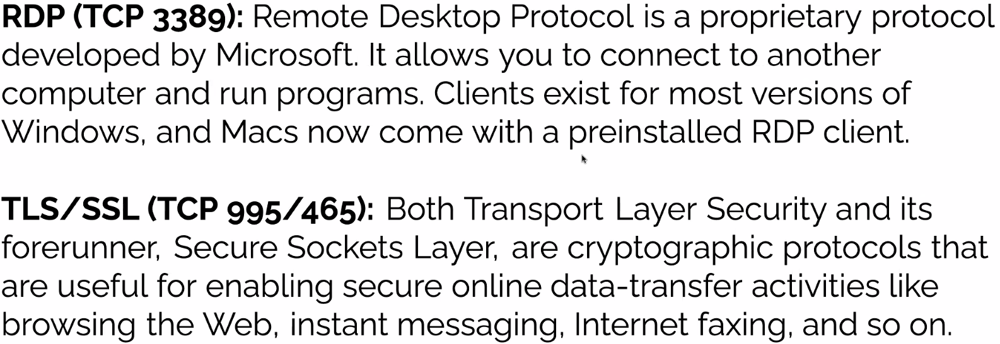 RDP (TCP 3389): Remote Desktop Protocol is a proprietary protocol
developed by Microsoft. It allows you to connect to another
computer and run programs. Clients exist for most versions of
Windows, and Macs now come with a preinstalled RDP client.
TLS/SSL (TCP 995/465): Both Transport Layer Security and its
forerunner, Secure Sockets Layer, are cryptographic protocols that
are useful for enabling secure online data-transfer activities like
browsing the Web, instant messaging, Internet faxing, and so on.